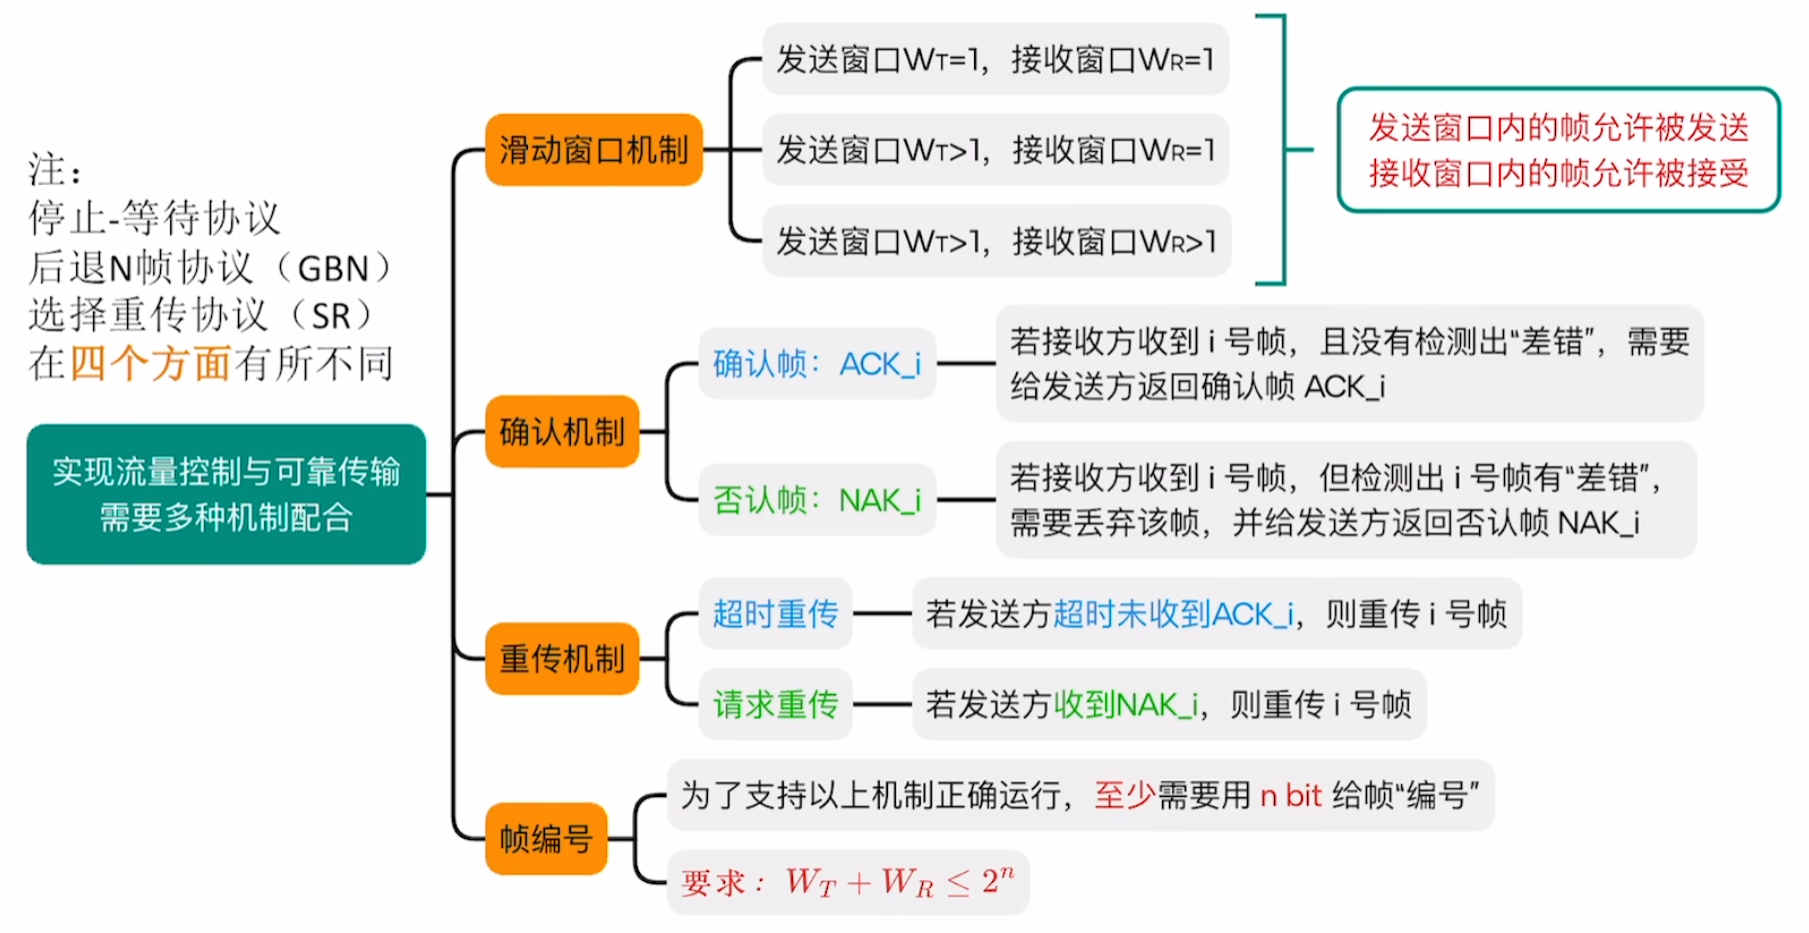 注：
停止-等待协议
后退N帧协议（GBN）
选择重传协议（SR）
在四个方面有所不同
实现流量控制与可靠传输
需要多种机制配合
滑动窗口机制
发送窗口WT=1，接收窗口WR=1
发送窗口WT>1，接收窗口WR=1
发送窗口WT>1，接收窗口WR>1
发送窗口内的帧允许被发送
接收窗口内的帧允许被接受
确认机制
确认帧：ACK_i
若接收方收到 i 号帧，且没有检测出“差错”，需要
给发送方返回确认帧 ACK_i
否认帧：NAK_i
若接收方收到 i 号帧，但检测出 i 号帧有“差错”，
需要丢弃该帧，并给发送方返回否认帧 NAK_i
重传机制
超时重传
若发送方超时未收到ACK_i，则重传 i 号帧
请求重传
若发送方收到NAK_i，则重传 i 号帧
帧编号
为了支持以上机制正确运行，至少需要用 n bit 给帧“编号”
要求：W_T + W_R ≤ 2^n